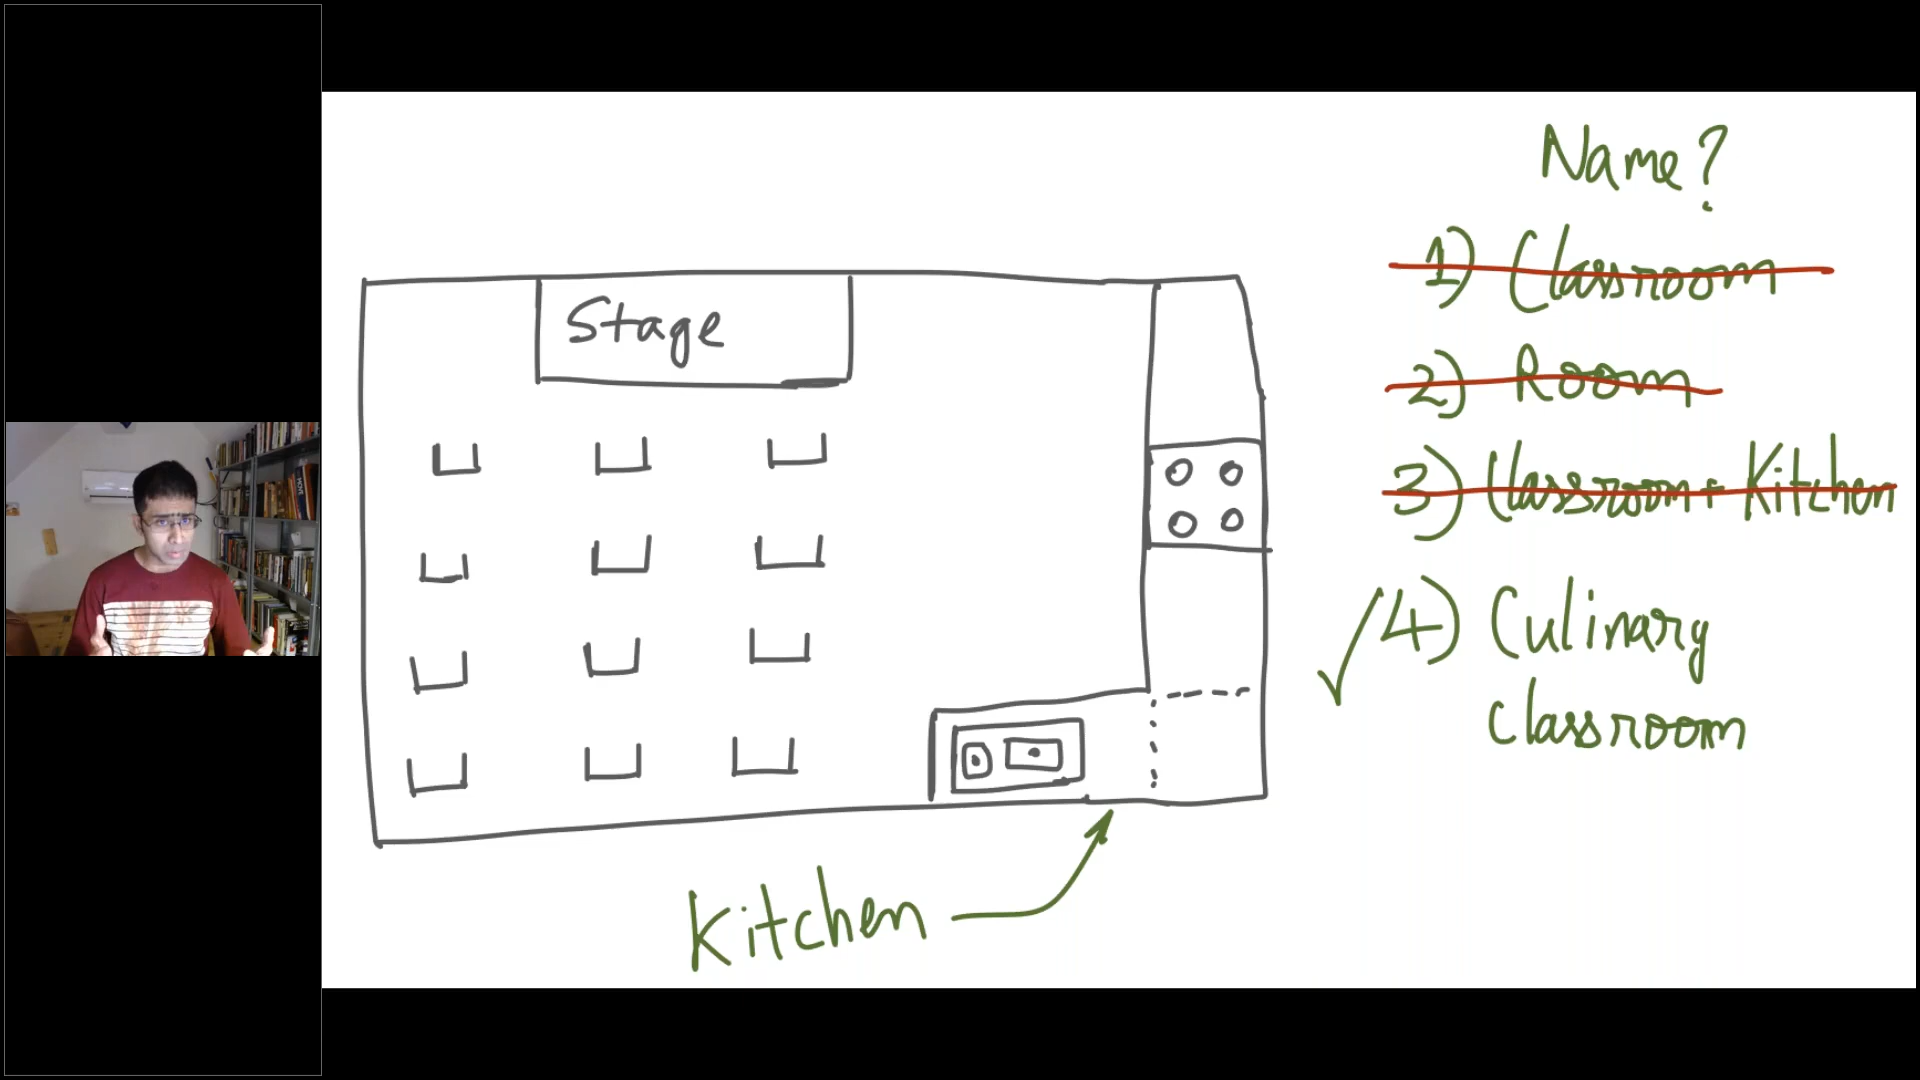 Name?
1) Classroom
Stage
2) Room
3) Classroom + Kitchen
4) Culinary
classroom
Kitchen